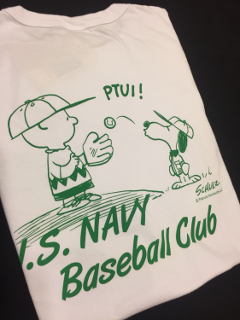 PTUI!
SCHULZ
U.S. NAVY
Baseball Club